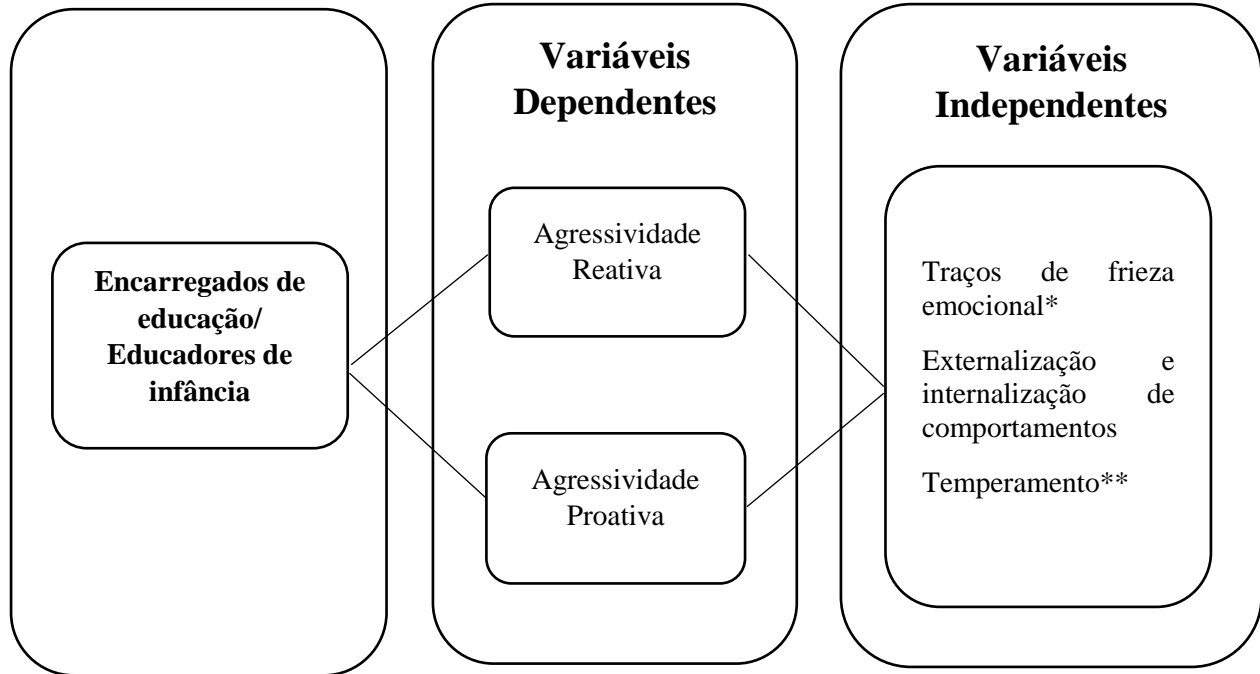 Encarregados de
educação/
Educadores de
infância
Variáveis
Dependentes
Agressividade
Reativa
Agressividade
Proativa
Variáveis
Independentes
Traços de frieza
emocional*
Externalização e
internalização de
comportamentos
Temperamento**